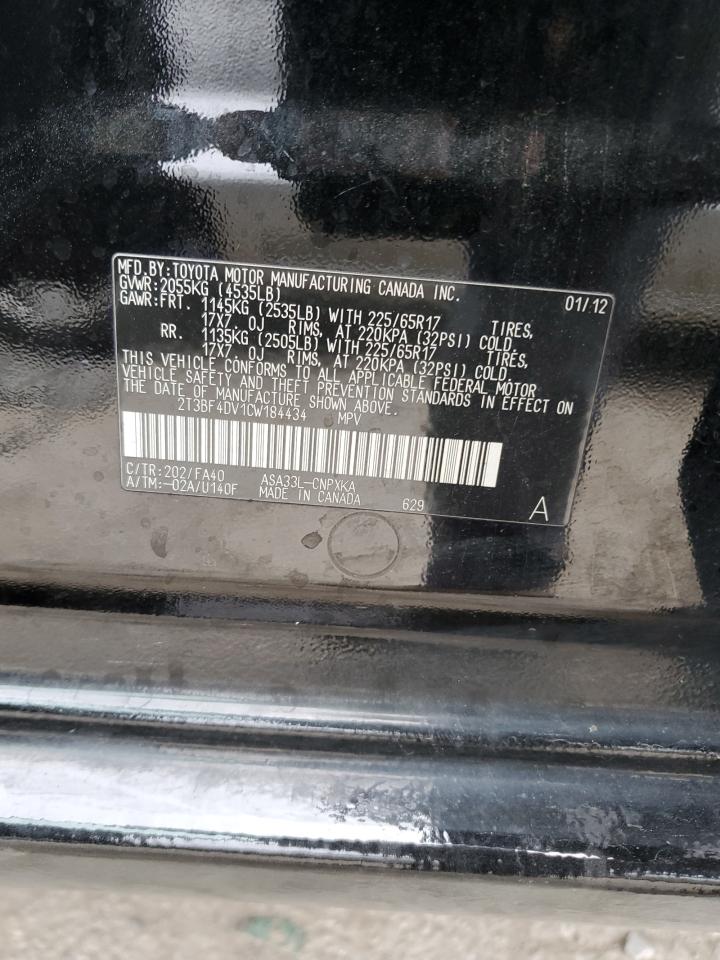 MFD.BY:TOYOTA MOTOR MANUFACTURING CANADA INC.
GVWR:2055KG (4535LB) 01/12
GAWR:FRT. 1145KG (2535LB) WITH 225/65R17 TIRES,
17X7. 0J RIMS, AT 220KPA (32PSI) COLD.
RR. 1135KG (2505LB) WITH 225/65R17 TIRES,
17X7. 0J RIMS, AT 220KPA (32PSI) COLD.
THIS VEHICLE CONFORMS TO ALL APPLICABLE FEDERAL MOTOR
VEHICLE SAFETY AND THEFT PREVENTION STANDARDS IN EFFECT ON
THE DATE OF MANUFACTURE SHOWN ABOVE.
2T3BF4DV1CW184434 MPV
C/TR:202/FA40 ASA33L-CNPXKA
A/TM:-02A/U140F MADE IN CANADA 629 A